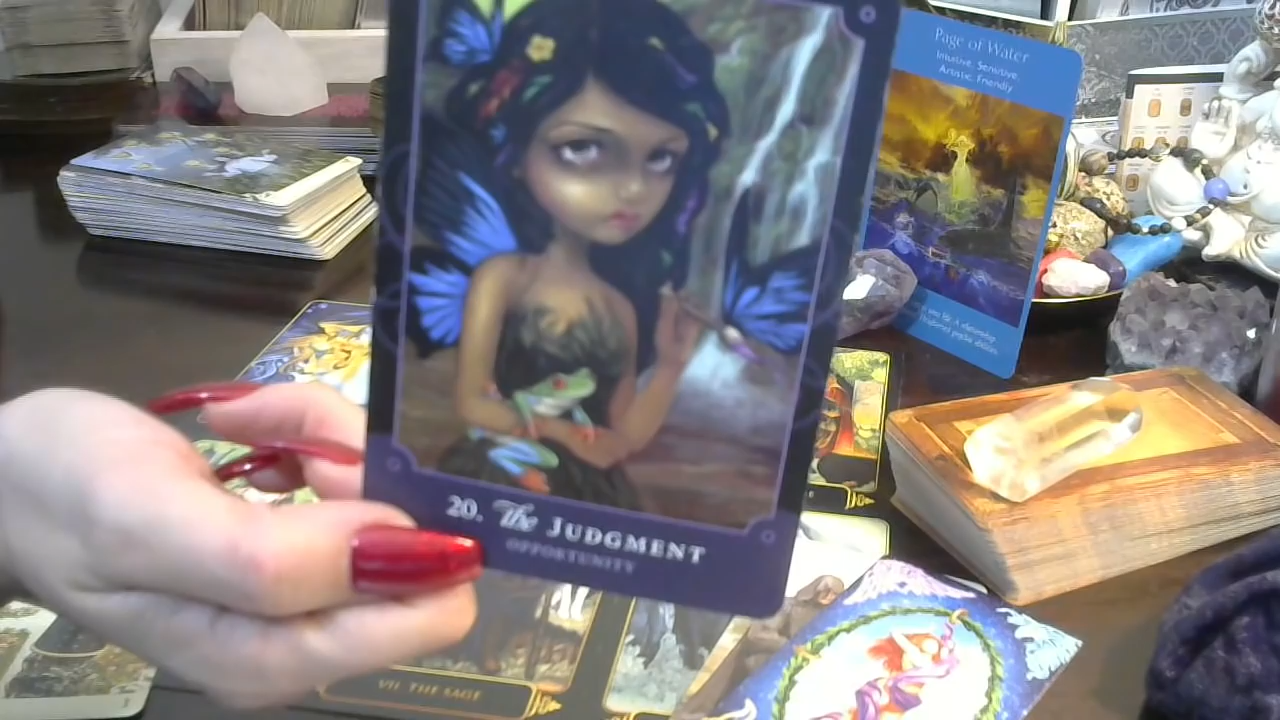 Page of Water
Intuitive, Sensitive,
Artistic, Friendly
20. The JUDGMENT
OPPORTUNITY
VII. THE SAGE